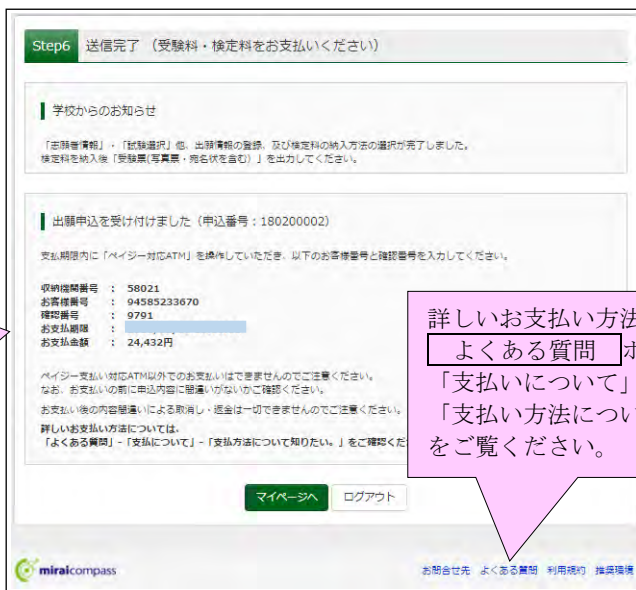 Step6 送信完了 (受験料・検定料をお支払いください)
学校からのお知らせ
「志願者情報」・「試験選択」他、出願情報の登録、及び検定料の納入方法の選択が完了しました。
検定料を納入後「受験票(写真票・宛名状を含む)」を出力してください。
出願申込を受け付けました(申込番号:180200002)
支払期限内に「ペイジー対応ATM」を操作していただき、以下のお客様番号と確認番号を入力してください。
収納機関番号 : 58021
お客様番号 : 94585233670
確認番号 : 9791
お支払期限 :
お支払金額 : 24,432円
ペイジー支払い対応ATM以外でのお支払いはできませんのでご注意ください。
なお、お支払いの前に申込内容に間違いがないかご確認ください。
お支払い後の内容間違いによる取消し・返金は一切できませんのでご注意ください。
詳しいお支払い方法については、
「よくある質問」-「支払について」-「支払方法について知りたい。」をご確認くだ
詳しいお支払い方法
よくある質問 ボ
「支払いについて」
「支払い方法につい
をご覧ください。
マイページへ ログアウト
miraicompass
お問合せ先 よくある質問 利用規約 推奨環境